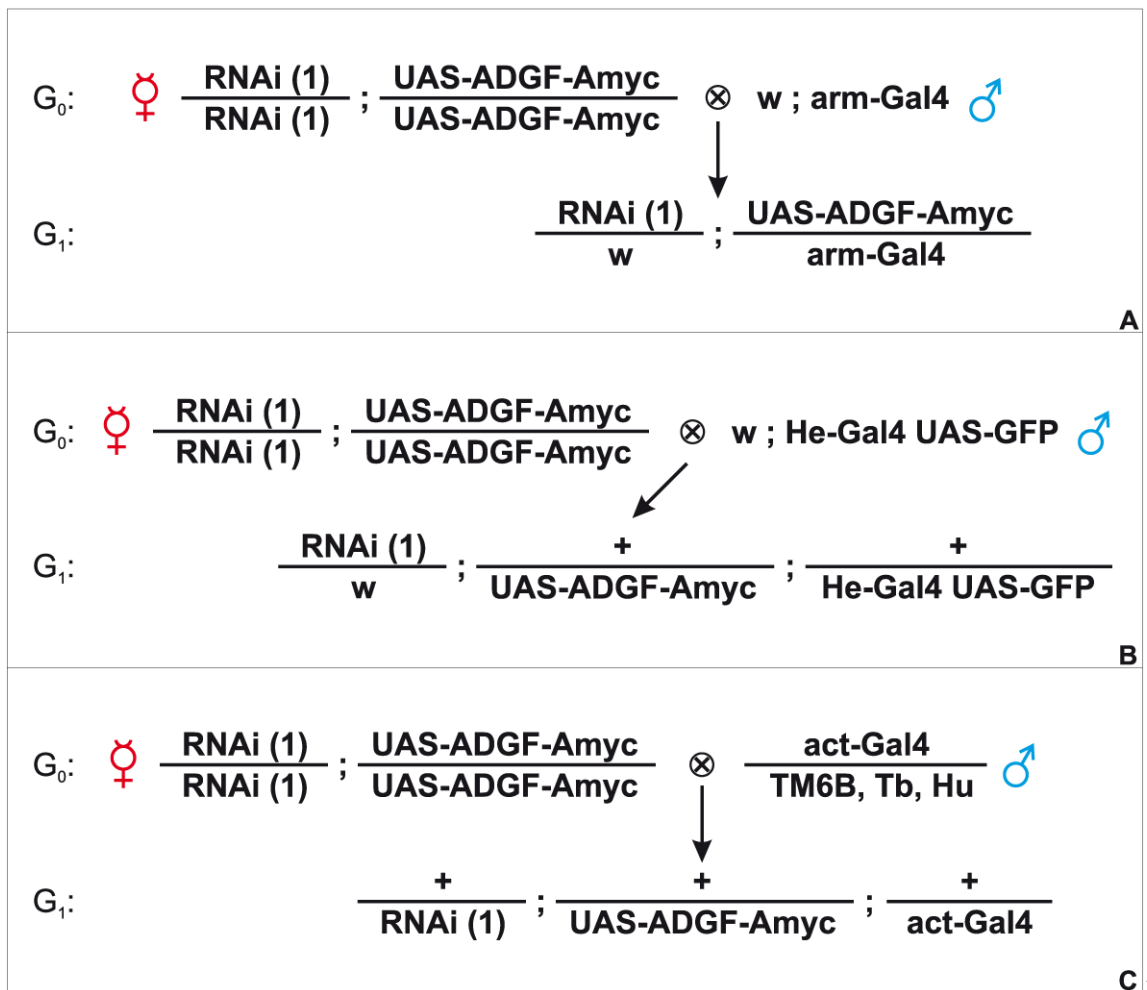 G0: RNAi (1) ; UAS-ADGF-Amyc ⊗ w ; arm-Gal4
RNAi (1) UAS-ADGF-Amyc
G1: RNAi (1) ; UAS-ADGF-Amyc
w arm-Gal4
A
G0: RNAi (1) ; UAS-ADGF-Amyc ⊗ w ; He-Gal4 UAS-GFP
RNAi (1) UAS-ADGF-Amyc
G1: RNAi (1) ; + ; +
w UAS-ADGF-Amyc He-Gal4 UAS-GFP
B
G0: RNAi (1) ; UAS-ADGF-Amyc ⊗ act-Gal4
RNAi (1) UAS-ADGF-Amyc TM6B, Tb, Hu
G1: + ; + ; +
RNAi (1) UAS-ADGF-Amyc act-Gal4
C